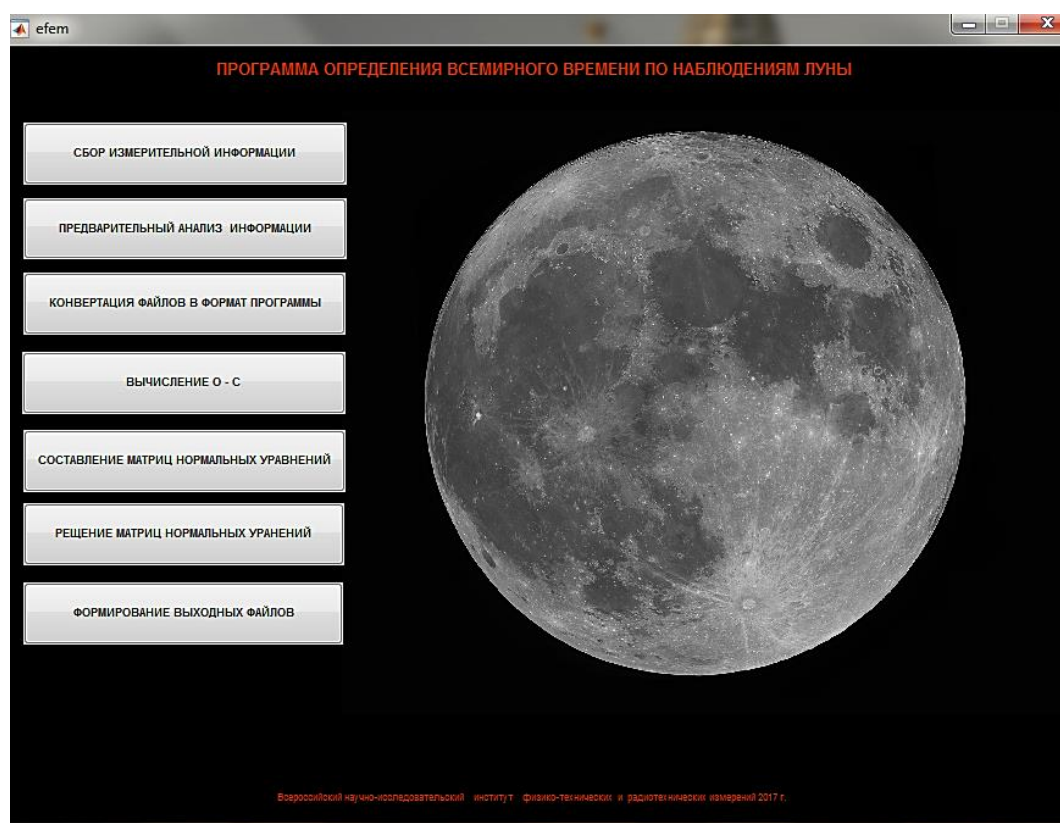 efem
ПРОГРАММА ОПРЕДЕЛЕНИЯ ВСЕМИРНОГО ВРЕМЕНИ ПО НАБЛЮДЕНИЯМ ЛУНЫ
СБОР ИЗМЕРИТЕЛЬНОЙ ИНФОРМАЦИИ
ПРЕДВАРИТЕЛЬНЫЙ АНАЛИЗ ИНФОРМАЦИИ
КОНВЕРТАЦИЯ ФАЙЛОВ В ФОРМАТ ПРОГРАММЫ
ВЫЧИСЛЕНИЕ О - С
СОСТАВЛЕНИЕ МАТРИЦ НОРМАЛЬНЫХ УРАВНЕНИЙ
РЕЩЕНИЕ МАТРИЦ НОРМАЛЬНЫХ УРАНЕНИЙ
ФОРМИРОВАНИЕ ВЫХОДНЫХ ФАЙЛОВ
Всероссийский научно-исследовательский институт физико-технических и радиотехнических измерений 2017 г.